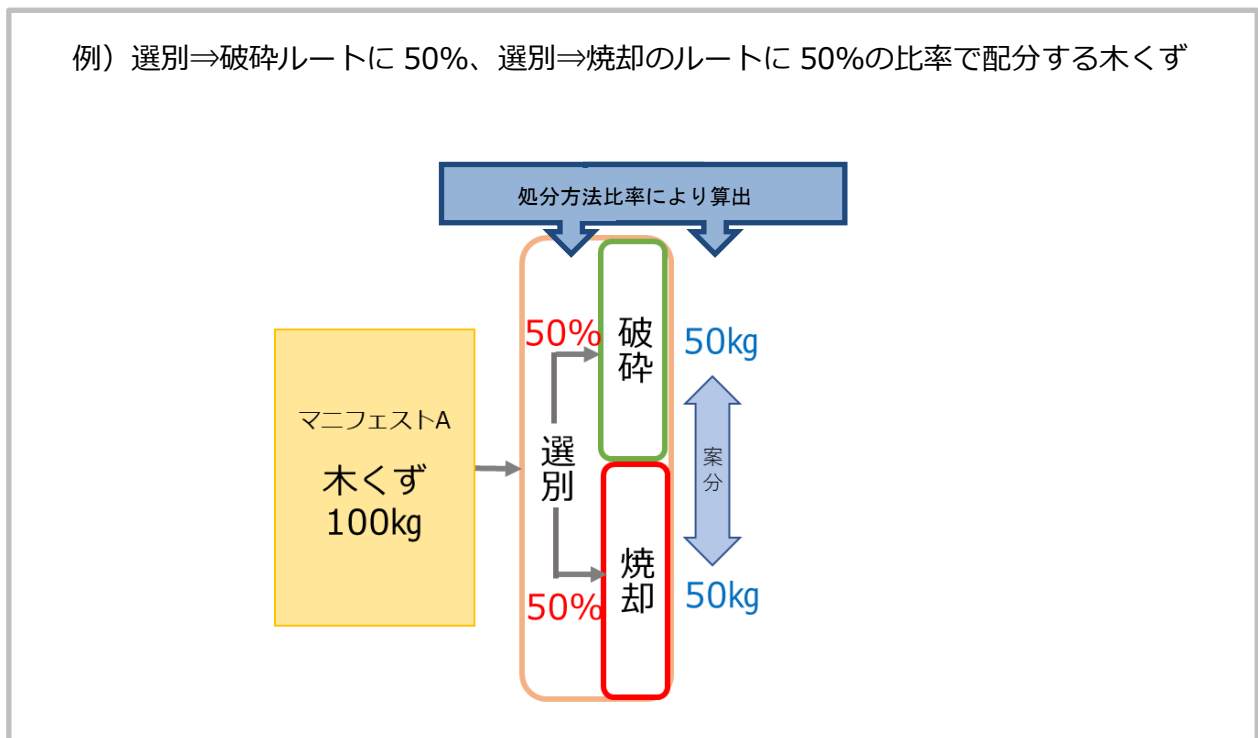 例）選別⇒破砕ルートに 50%、選別⇒焼却のルートに 50%の比率で配分する木くず
処分方法比率により算出
50%
破砕
50kg
マニフェストA
木くず
100kg
選別
案分
50%
焼却
50kg